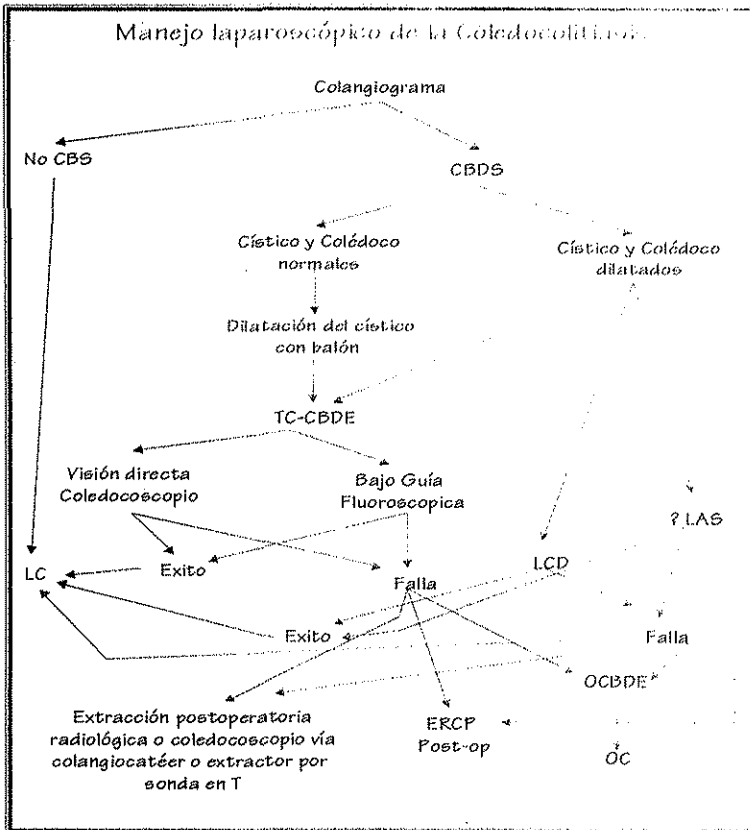 Manejo laparoscópico de la Coledocolitiasis
Colangiograma
No CBS
CBDS
Cístico y Colédoco
normales
Cístico y Colédoco
dilatados
Dilatación del cístico
con balón
TC-CBDE
Visión directa
Coledocoscopio
Bajo Guía
Fluoroscopica
? LAS
LC
Exito
Falla
LCD
Exito
Falla
OCBDE
Extracción postoperatoria
radiológica o coledoscopio vía
colangiocatéer o extractor por
sonda en T
ERCP
Post-op
OC